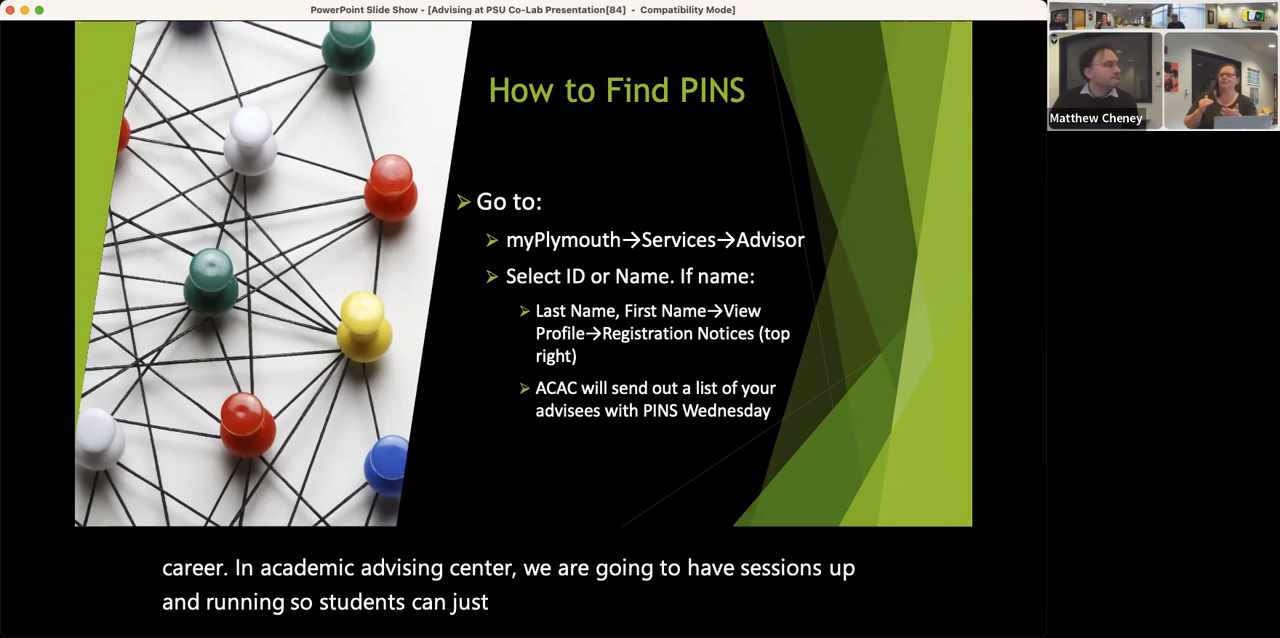 PowerPoint Slide Show - [Advising at PSU Co-Lab Presentation[84] - Compatibility Mode]
How to Find PINS
Go to:
myPlymouth→Services→Advisor
Select ID or Name. If name:
Last Name, First Name→View
Profile→Registration Notices (top
right)
ACAC will send out a list of your
advisees with PINS Wednesday
Matthew Cheney
career. In academic advising center, we are going to have sessions up
and running so students can just